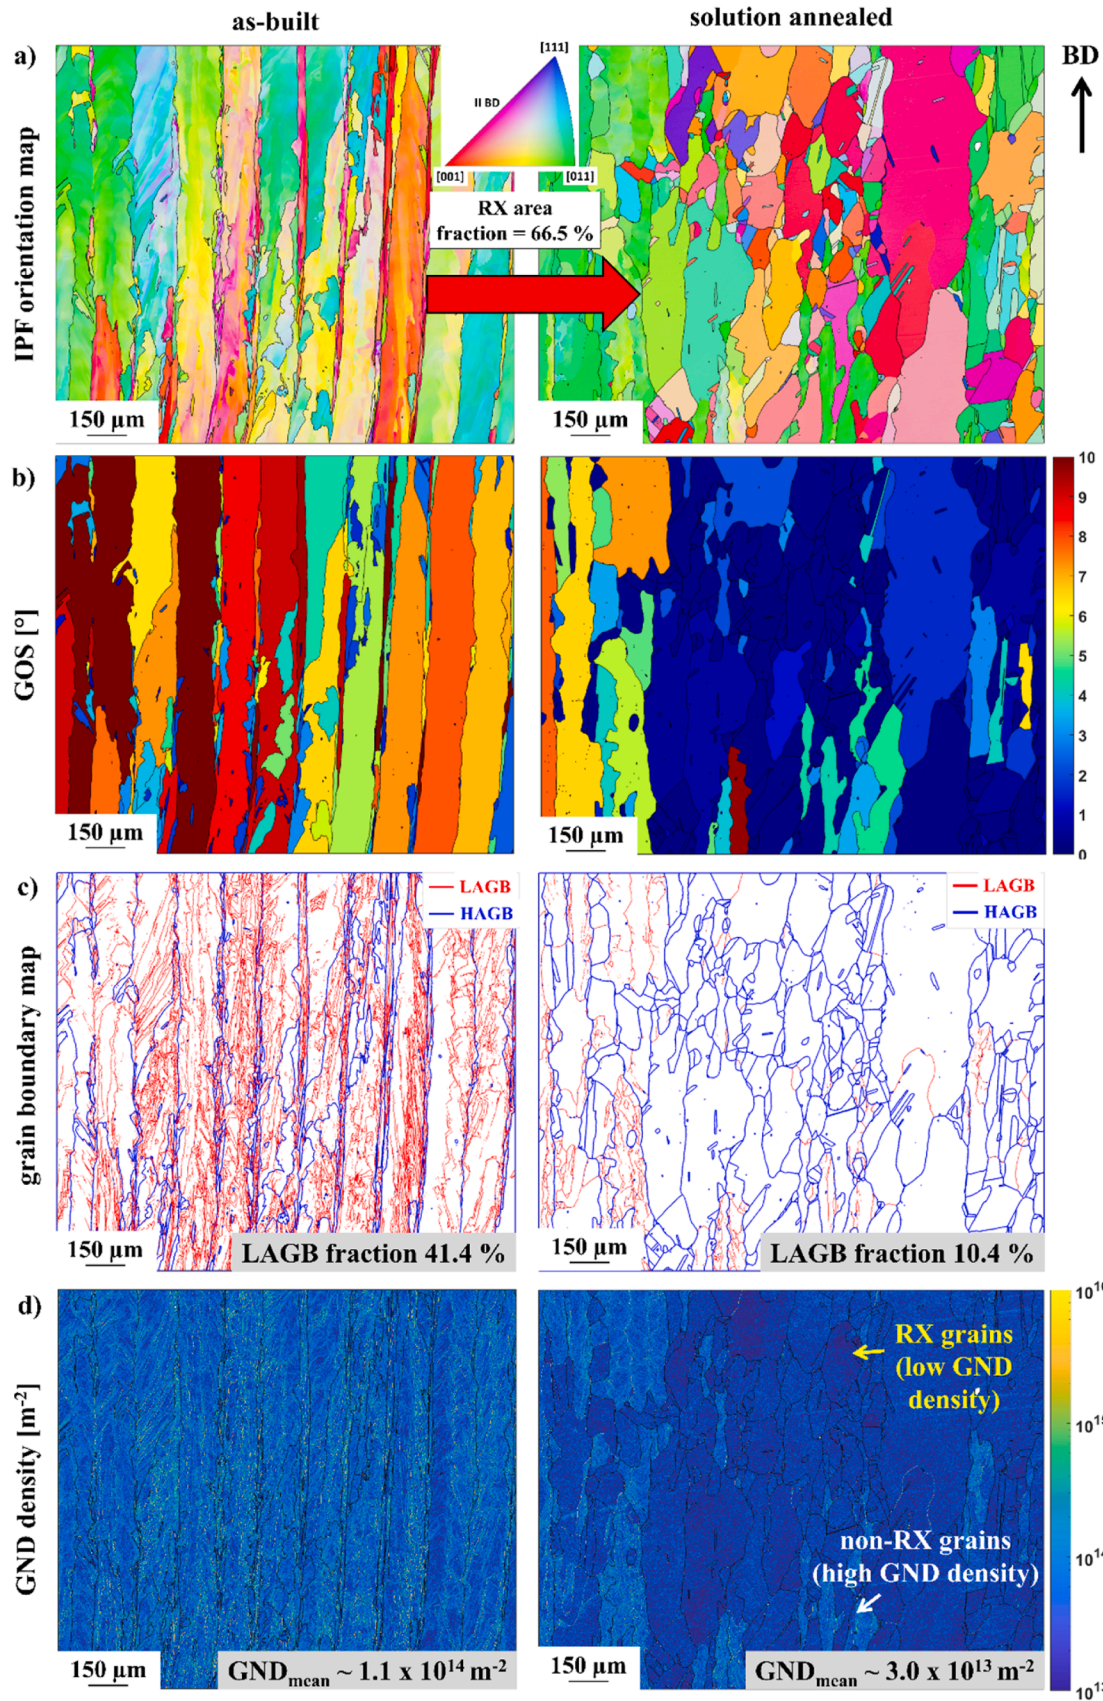 as-built
solution annealed
a)
IPF orientation map
[111]
II BD
[001]
[011]
BD
RX area
fraction = 66.5 %
150 µm
150 µm
b)
GOS [°]
10
9
8
7
6
5
4
3
2
1
0
150 µm
150 µm
c)
grain boundary map
LAGB
HAGB
LAGB
HAGB
150 µm
LAGB fraction 41.4 %
150 µm
LAGB fraction 10.4 %
d)
GND density [m⁻²]
RX grains
(low GND
density)
non-RX grains
(high GND density)
10¹⁶
10¹⁵
10¹⁴
10¹³
150 µm
GNDmean ~ 1.1 x 10¹⁴ m⁻²
150 µm
GNDmean ~ 3.0 x 10¹³ m⁻²